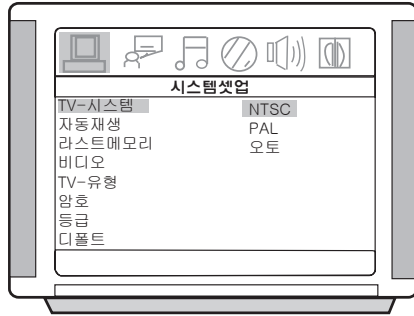 시스템셋업
TV-시스템 NTSC
자동재생 PAL
라스트메모리 오토
비디오
TV-유형
암호
등급
디폴트